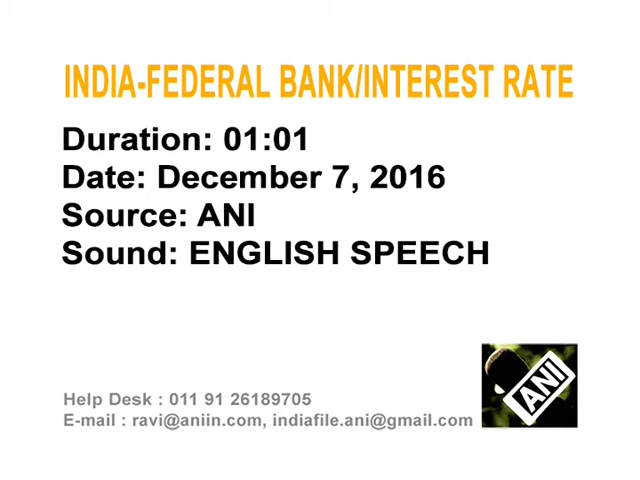 INDIA-FEDERAL BANK/INTEREST RATE
Duration: 01:01
Date: December 7, 2016
Source: ANI
Sound: ENGLISH SPEECH
ANI
Help Desk : 011 91 26189705
E-mail : ravi@aniin.com, indiafile.ani@gmail.com